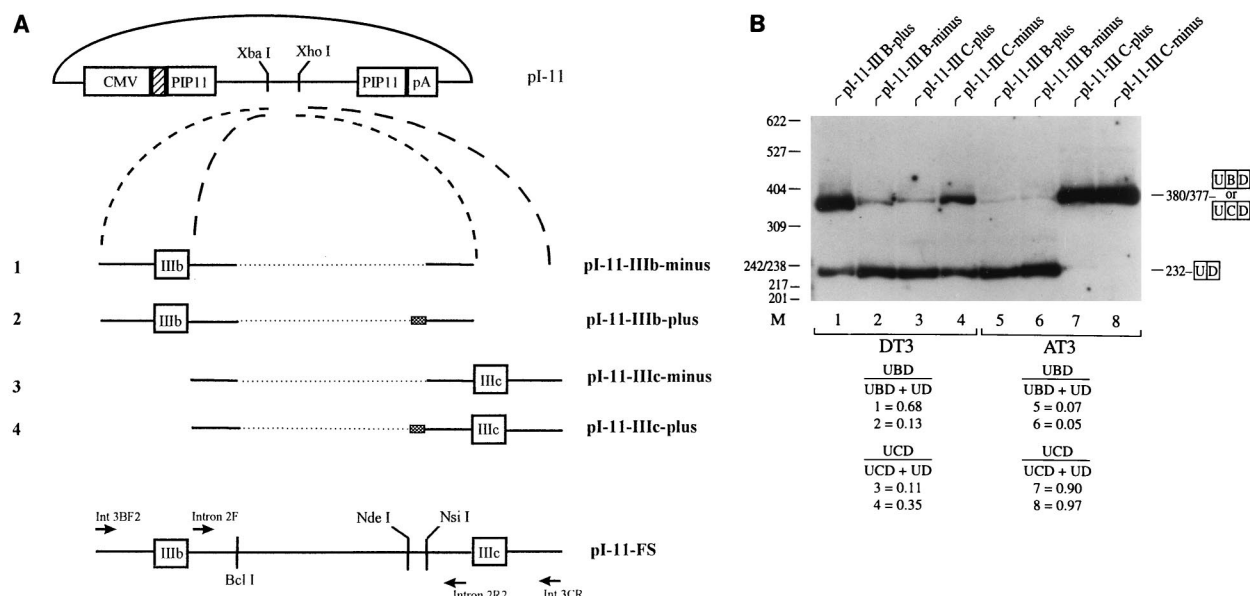 A
Xba I
Xho I
CMV
PIP11
PIP11
pA
pI-11
1
IIIb
pI-11-IIIb-minus
2
IIIb
pI-11-IIIb-plus
3
IIIc
pI-11-IIIc-minus
4
IIIc
pI-11-IIIc-plus
Int 3BF2
Intron 2F
Nde I
Nsi I
IIIb
IIIc
pI-11-FS
Bcl I
Intron 2R2
Int 3CR
B
pI-11-III B-plus
pI-11-III B-minus
pI-11-III C-plus
pI-11-III C-minus
pI-11-III B-plus
pI-11-III B-minus
pI-11-III C-plus
pI-11-III C-minus
622
527
404
309
242/238
217
201
380/377–
UBD
or
UCD
232–UD
M 1 2 3 4 5 6 7 8
DT3 AT3
UBD
UBD + UD
1 = 0.68
2 = 0.13
UBD
UBD + UD
5 = 0.07
6 = 0.05
UCD
UCD + UD
3 = 0.11
4 = 0.35
UCD
UCD + UD
7 = 0.90
8 = 0.97